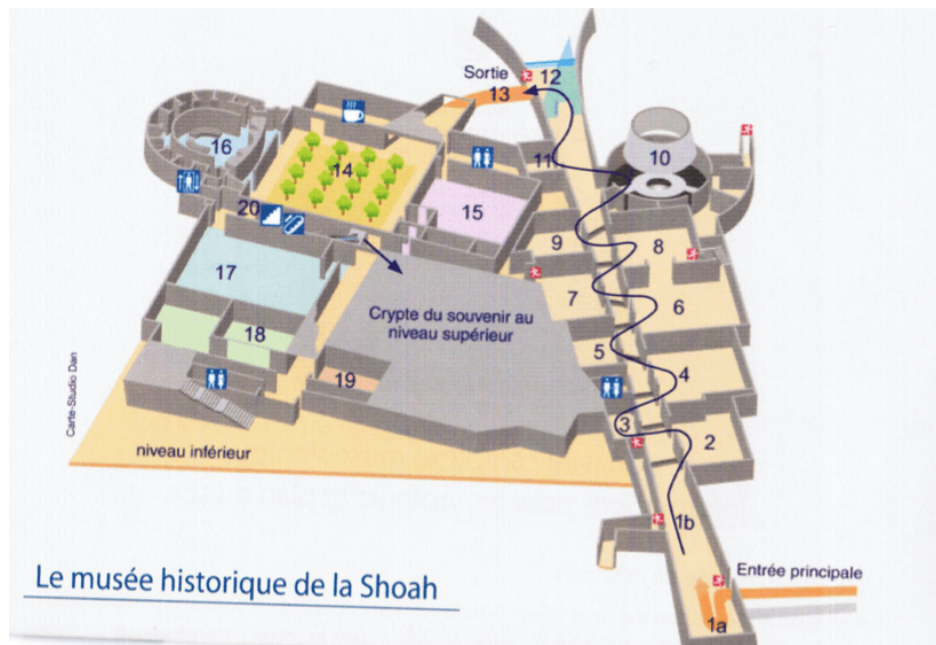 Sortie
12
13
16
14
10
11
20
15
9
8
17
7
6
Crypte du souvenir au
niveau supérieur
18
5
4
19
3
2
niveau inférieur
Carte-Studio Dan
1b
Le musée historique de la Shoah
Entrée principale
1a